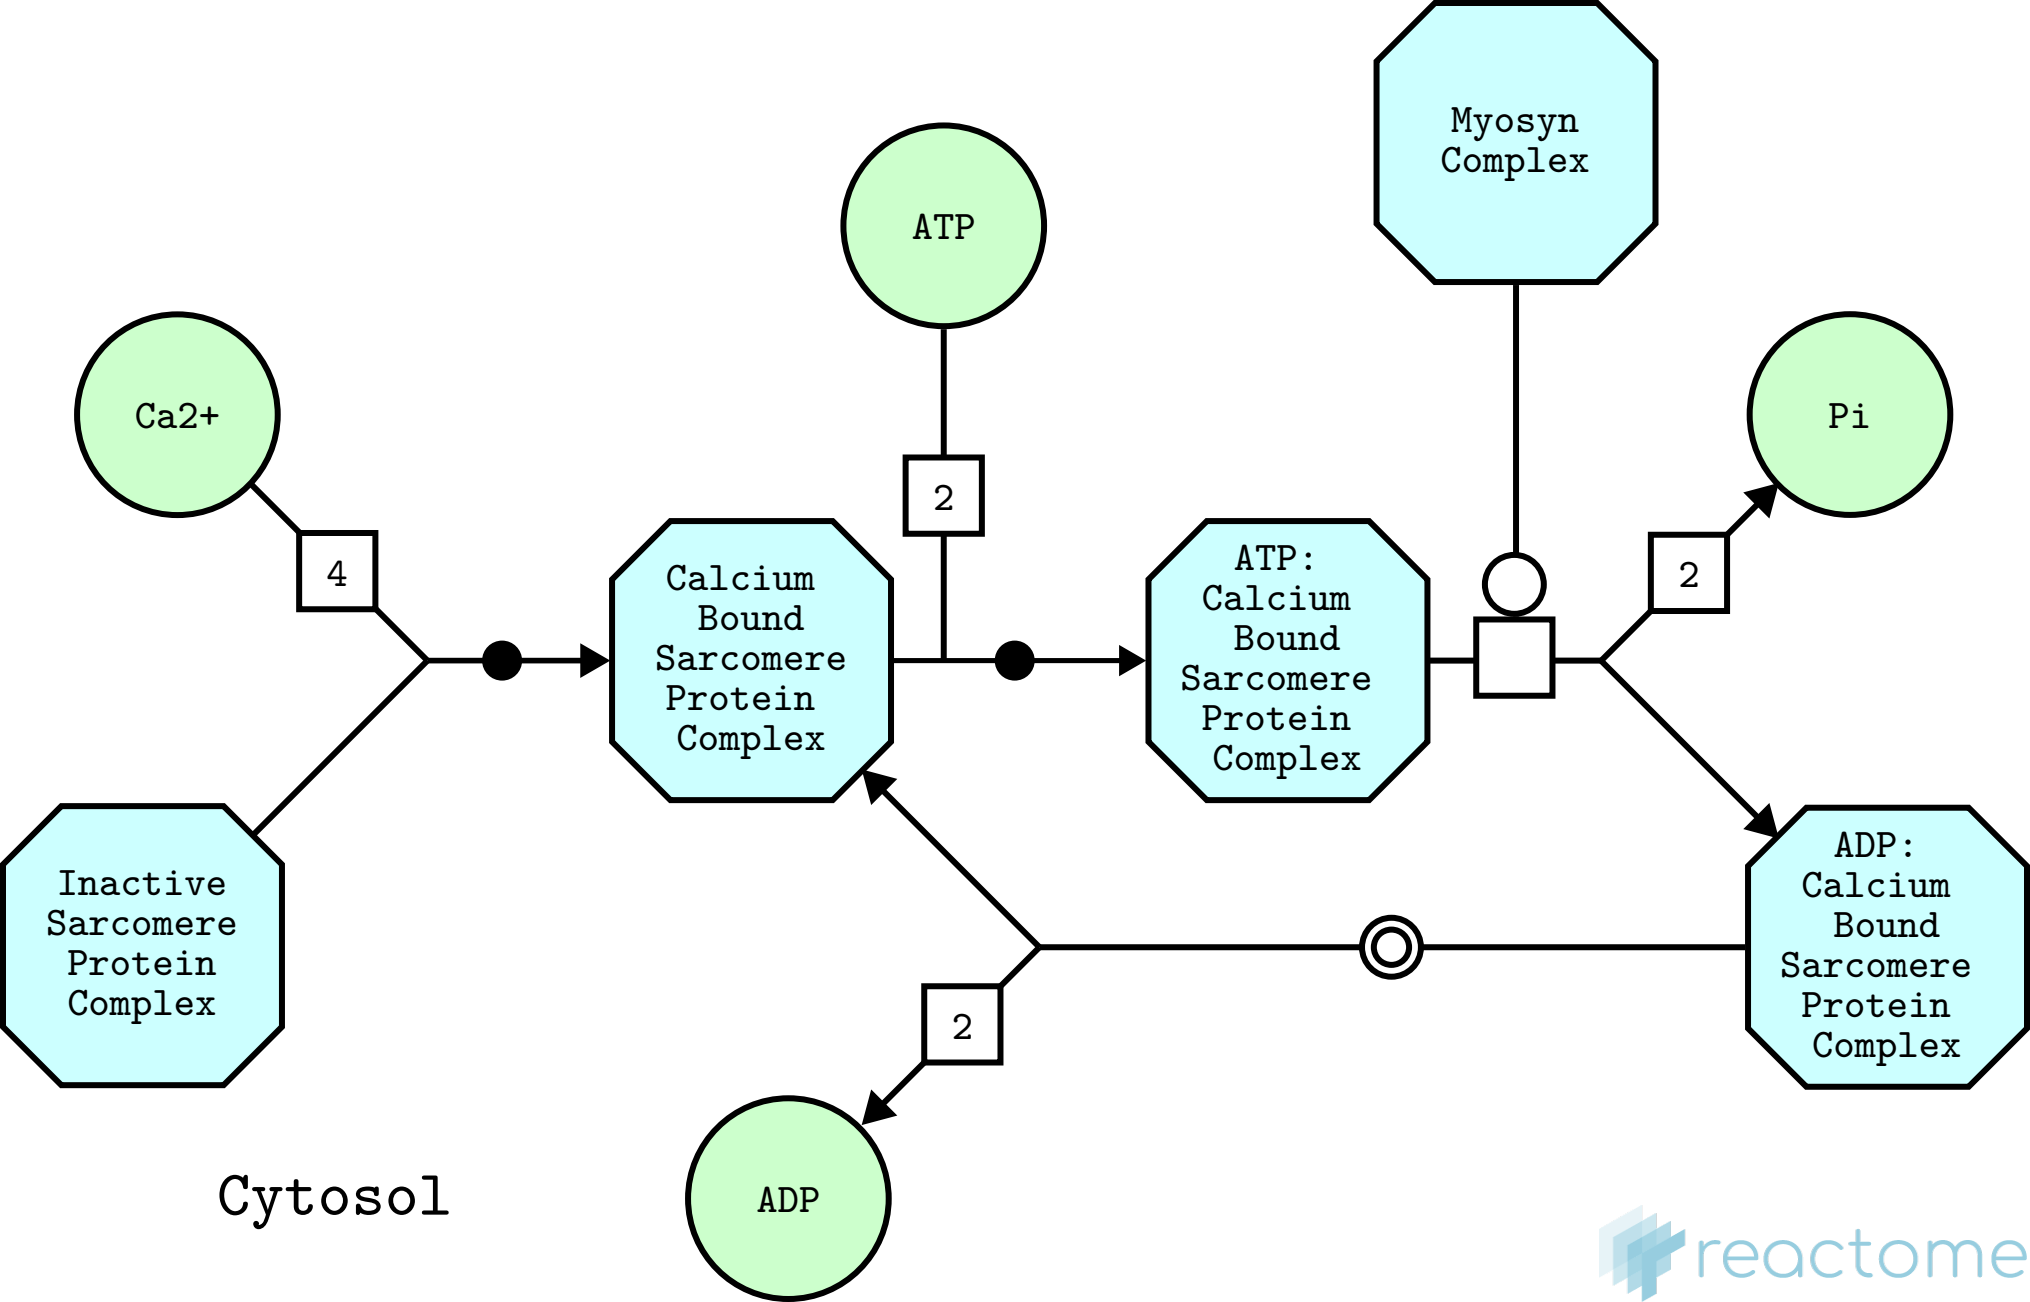 Myosyn
Complex
ATP
Ca2+
Pi
2
4
2
Calcium
Bound
Sarcomere
Protein
Complex
ATP:
Calcium
Bound
Sarcomere
Protein
Complex
Inactive
Sarcomere
Protein
Complex
ADP:
Calcium
Bound
Sarcomere
Protein
Complex
2
ADP
Cytosol
reactome